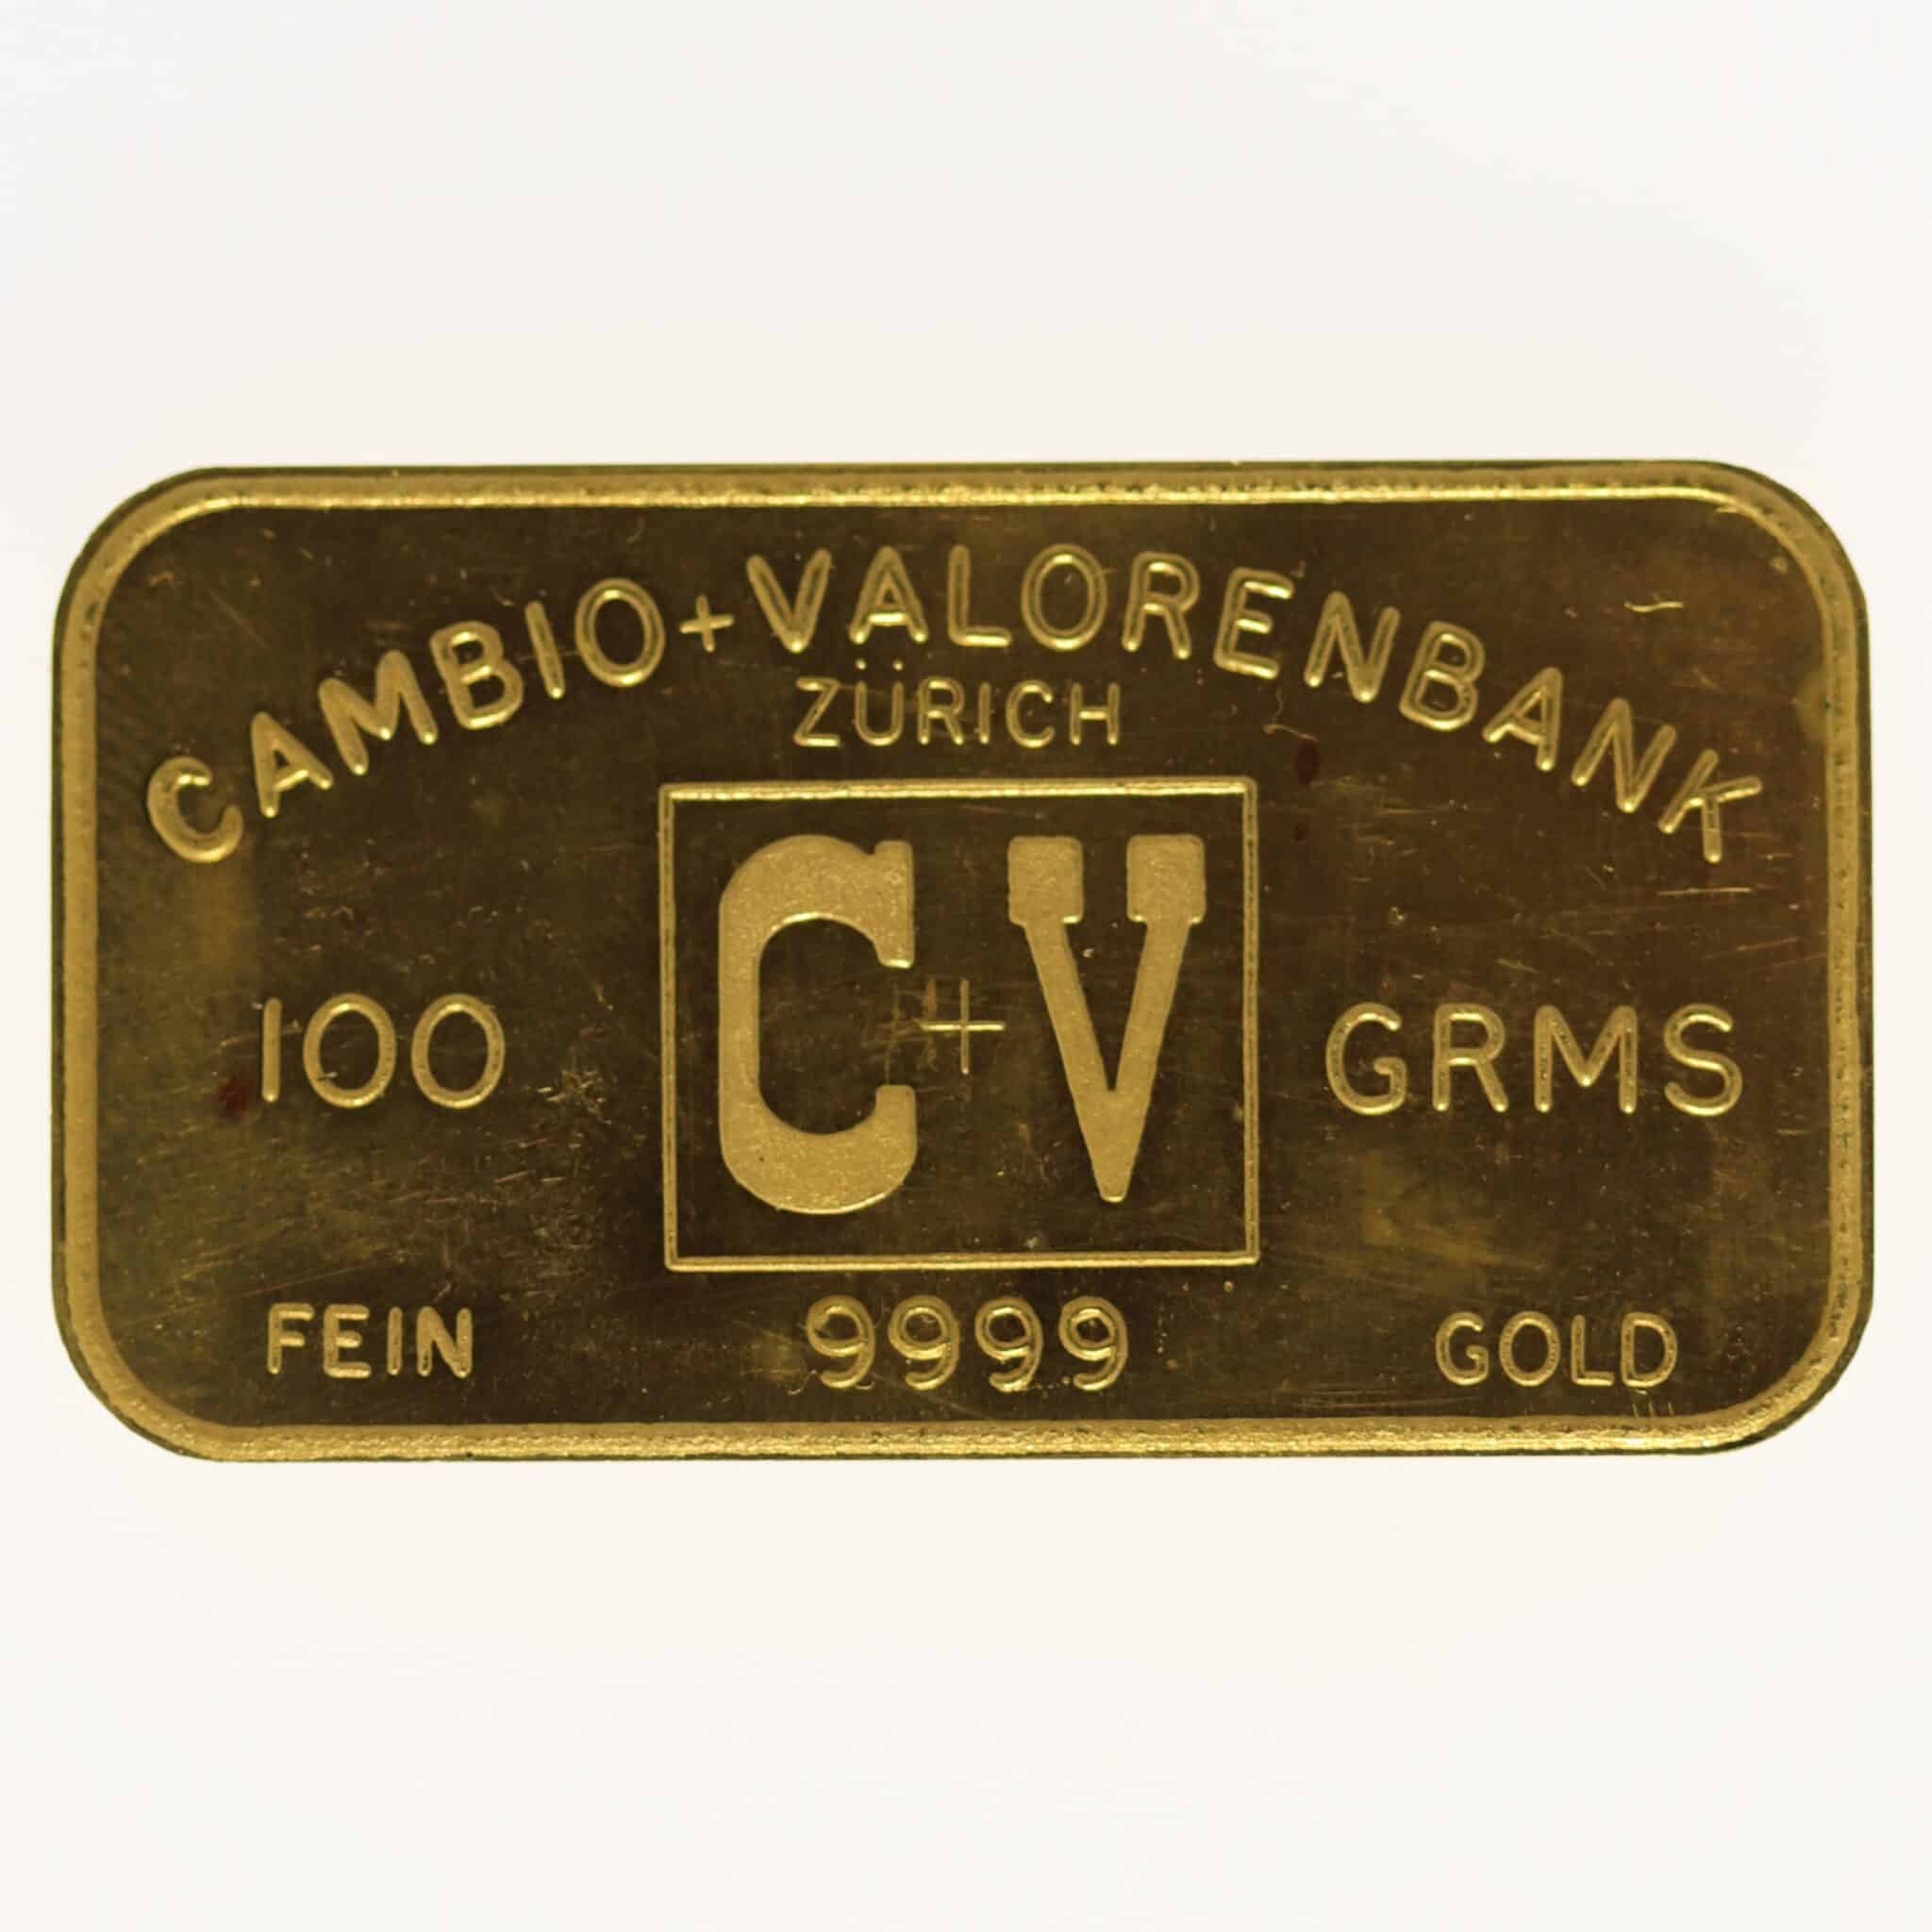 CAMBIO+VALORENBANK
ZÜRICH
C+V
100 GRMS
FEIN 9999 GOLD